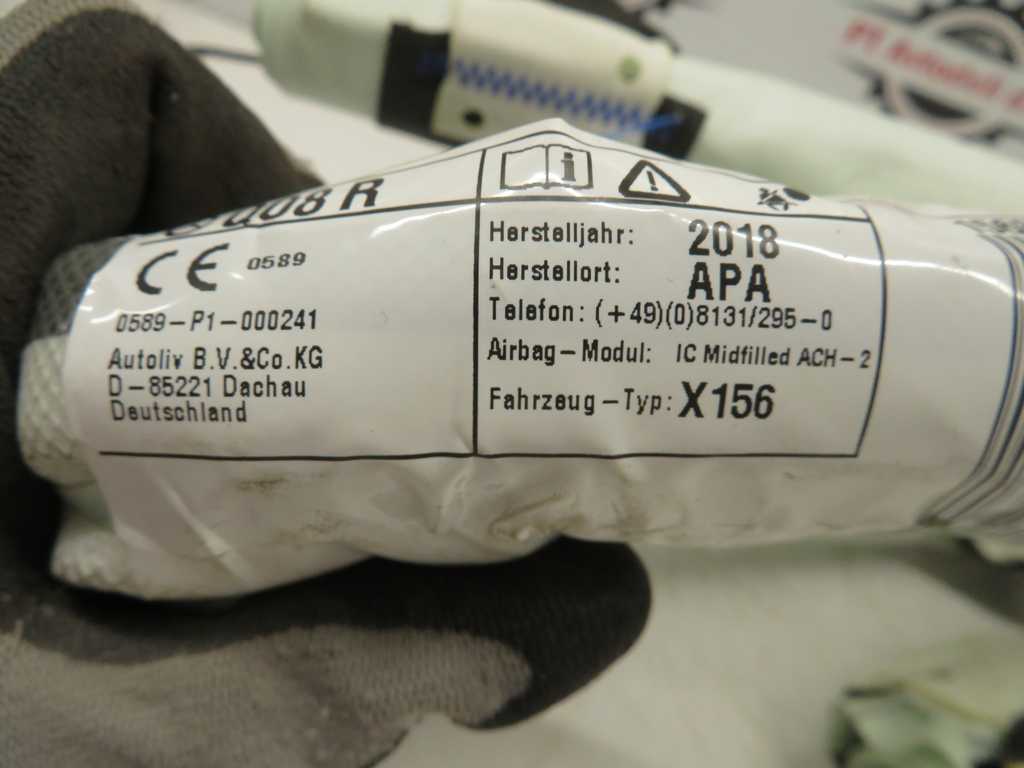 Q08 R
CE 0589
0589-P1-000241
Autoliv B.V.&Co.KG
D-85221 Dachau
Deutschland
i
Herstelljahr: 2018
Herstellort: APA
Telefon: (+49)(0)8131/295-0
Airbag-Modul: IC Midfilled ACH-2
Fahrzeug-Typ: X156